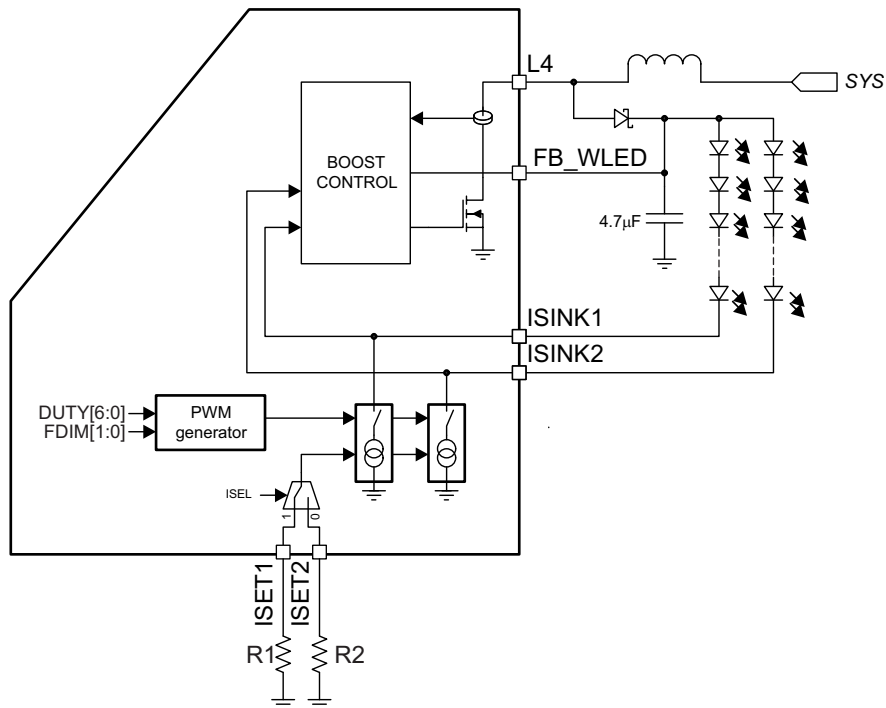 L4
SYS
BOOST
CONTROL
FB_WLED
4.7μF
ISINK1
ISINK2
DUTY[6:0]
FDIM[1:0]
PWM
generator
ISEL
1
0
ISET1
ISET2
R1
R2